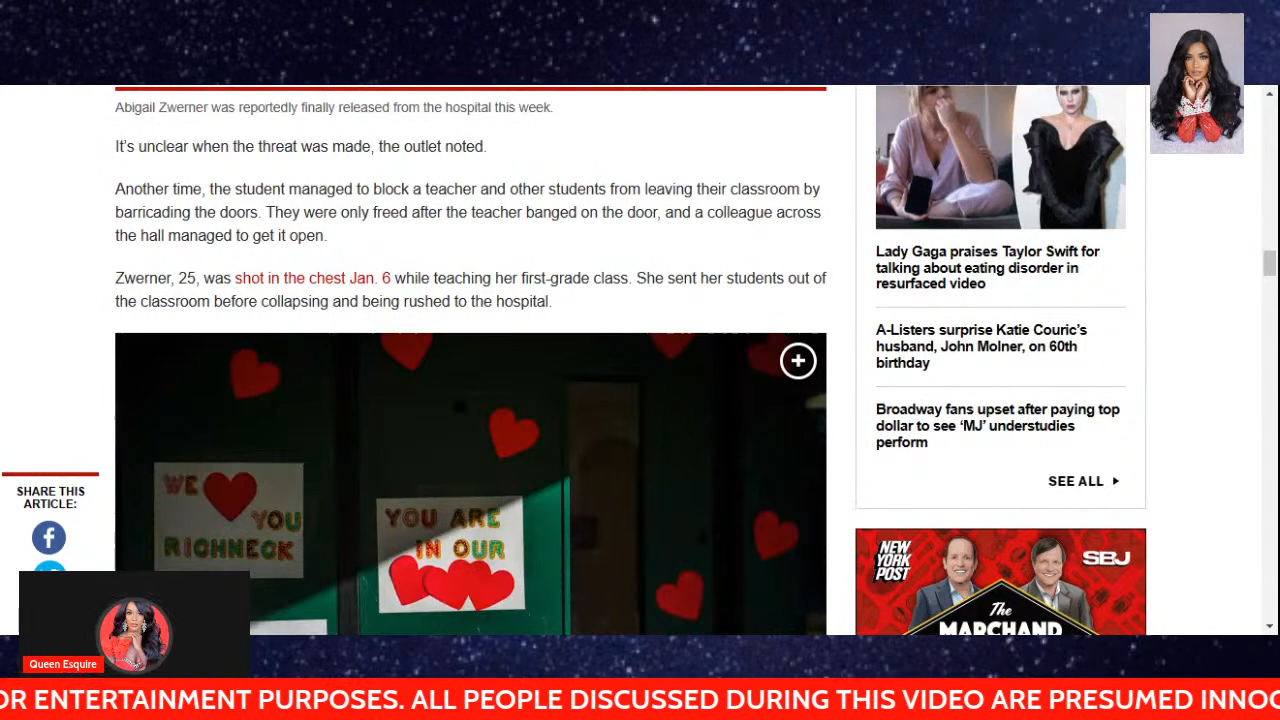 Abigail Zwerner was reportedly finally released from the hospital this week.
It's unclear when the threat was made, the outlet noted.
Another time, the student managed to block a teacher and other students from leaving their classroom by
barricading the doors. They were only freed after the teacher banged on the door, and a colleague across
the hall managed to get it open.
Zwerner, 25, was shot in the chest Jan. 6 while teaching her first-grade class. She sent her students out of
the classroom before collapsing and being rushed to the hospital.
WE
YOU
RICHNECK
YOU ARE
IN OUR
SHARE THIS
ARTICLE:
Lady Gaga praises Taylor Swift for
talking about eating disorder in
resurfaced video
A-Listers surprise Katie Couric's
husband, John Molner, on 60th
birthday
Broadway fans upset after paying top
dollar to see 'MJ' understudies
perform
SEE ALL
NEW
YORK
POST
SBJ
The
MARCHAND
Queen Esquire
OR ENTERTAINMENT PURPOSES. ALL PEOPLE DISCUSSED DURING THIS VIDEO ARE PRESUMED INNOC